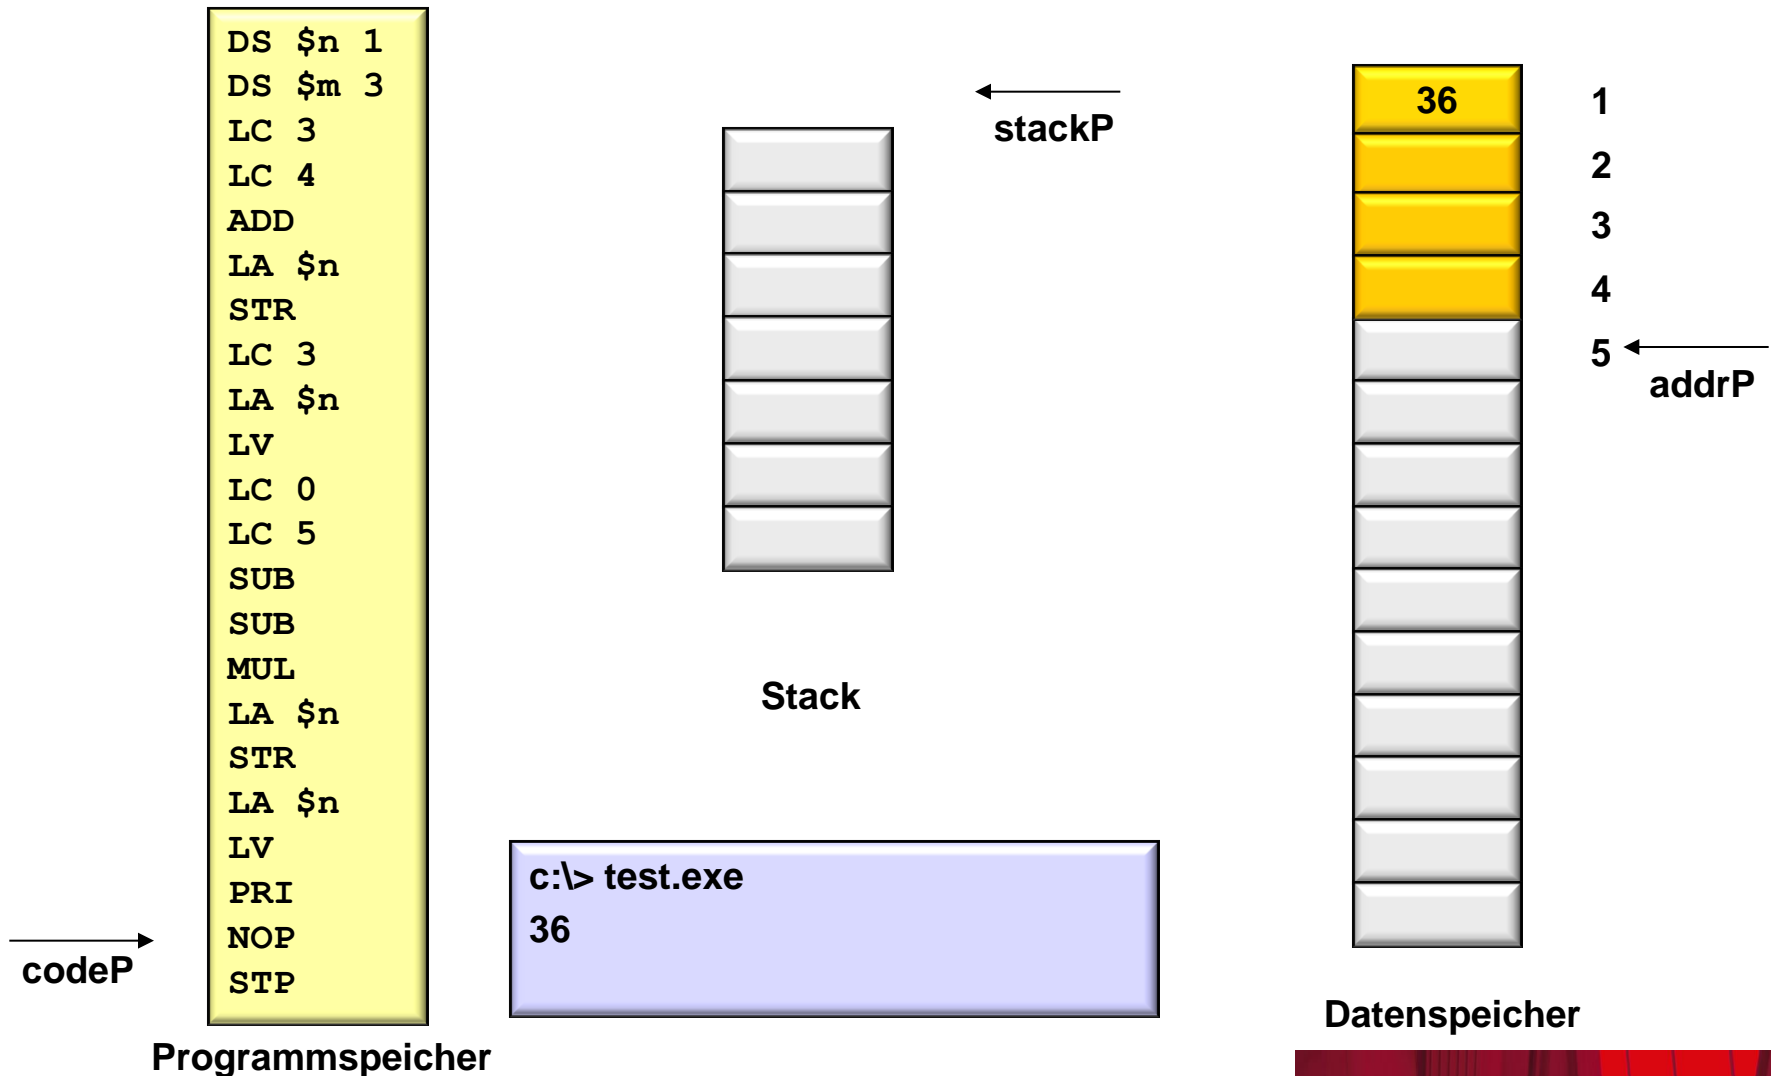 DS $n 1
DS $m 3
LC 3
LC 4
ADD
LA $n
STR
LC 3
LA $n
LV
LC 0
LC 5
SUB
SUB
MUL
LA $n
STR
LA $n
LV
PRI
NOP
STP
codeP
Programmspeicher
stackP
Stack
c:\> test.exe
36
36
1
2
3
4
5
addrP
Datenspeicher